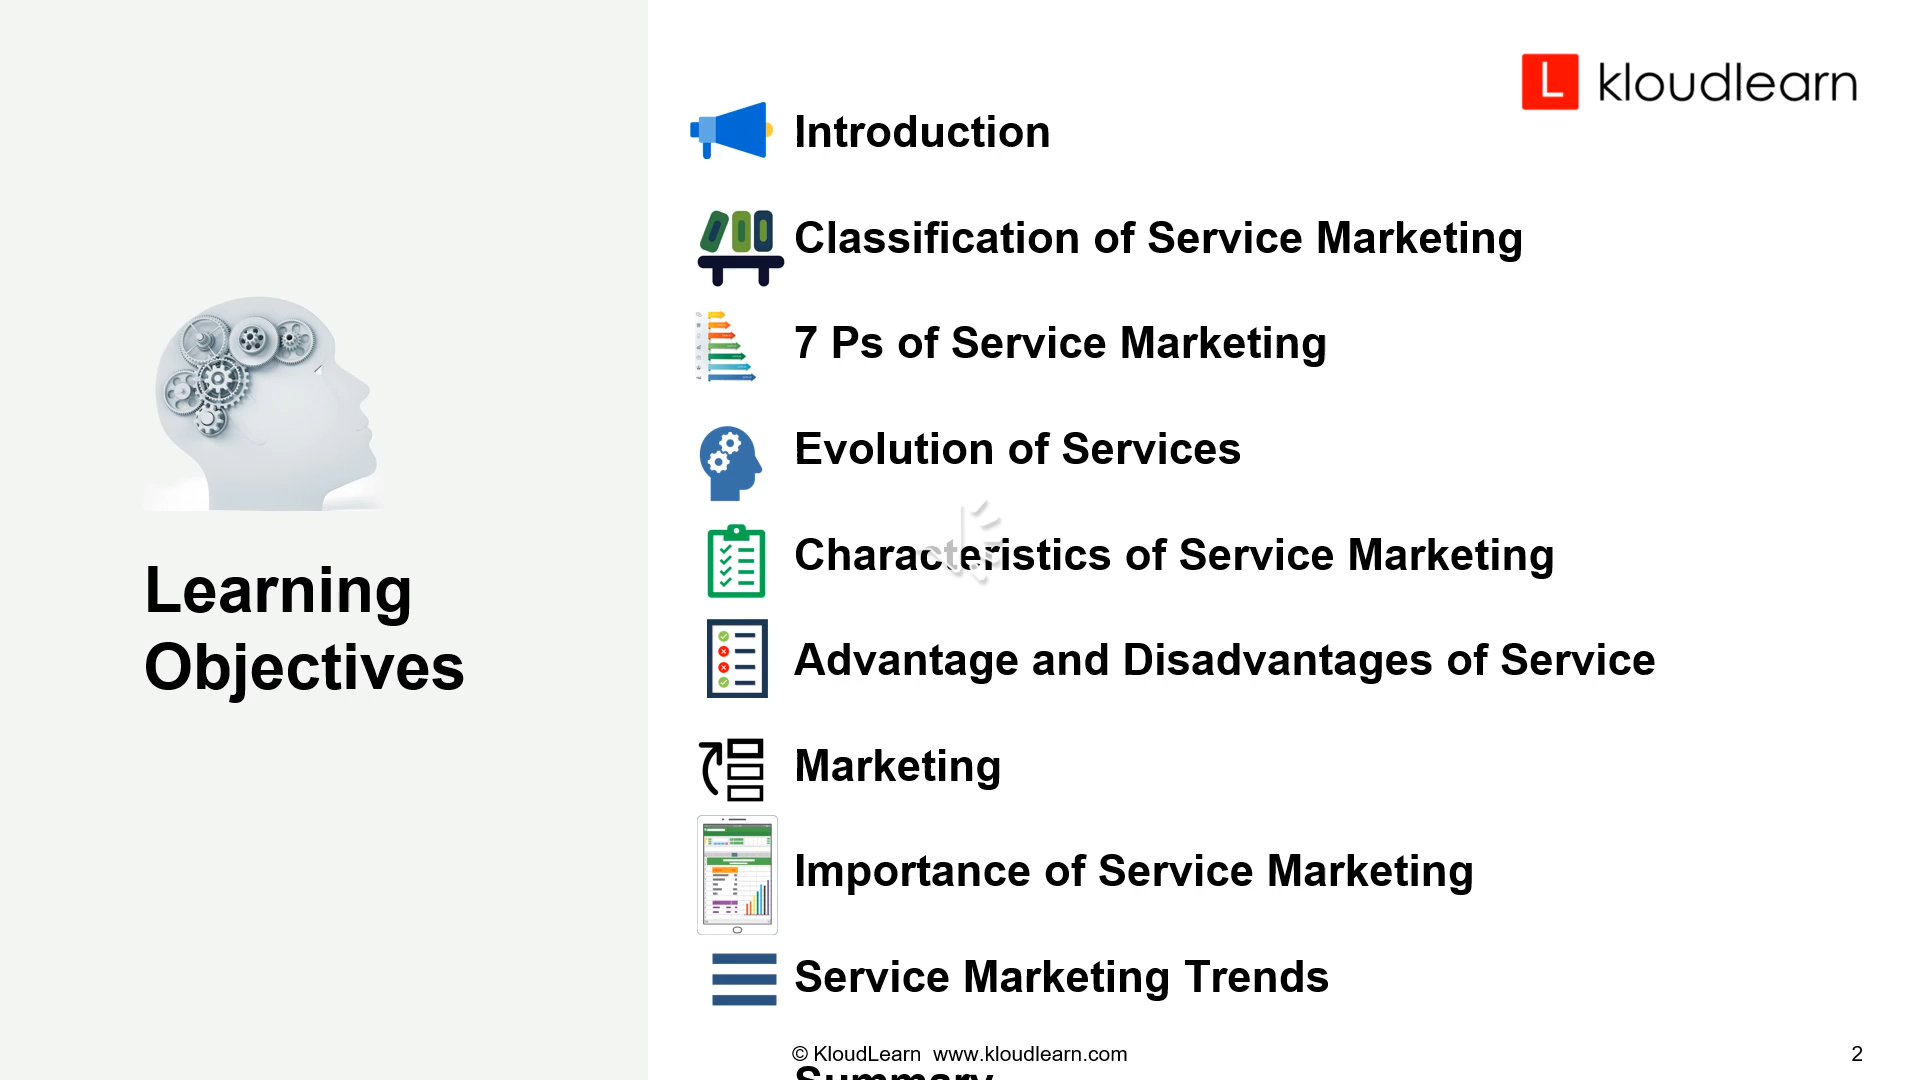 L kloudlearn
Introduction
Classification of Service Marketing
7 Ps of Service Marketing
Evolution of Services
Characteristics of Service Marketing
Learning
Objectives
Advantage and Disadvantages of Service
Marketing
Importance of Service Marketing
Service Marketing Trends
© KloudLearn www.kloudlearn.com
2
Summary